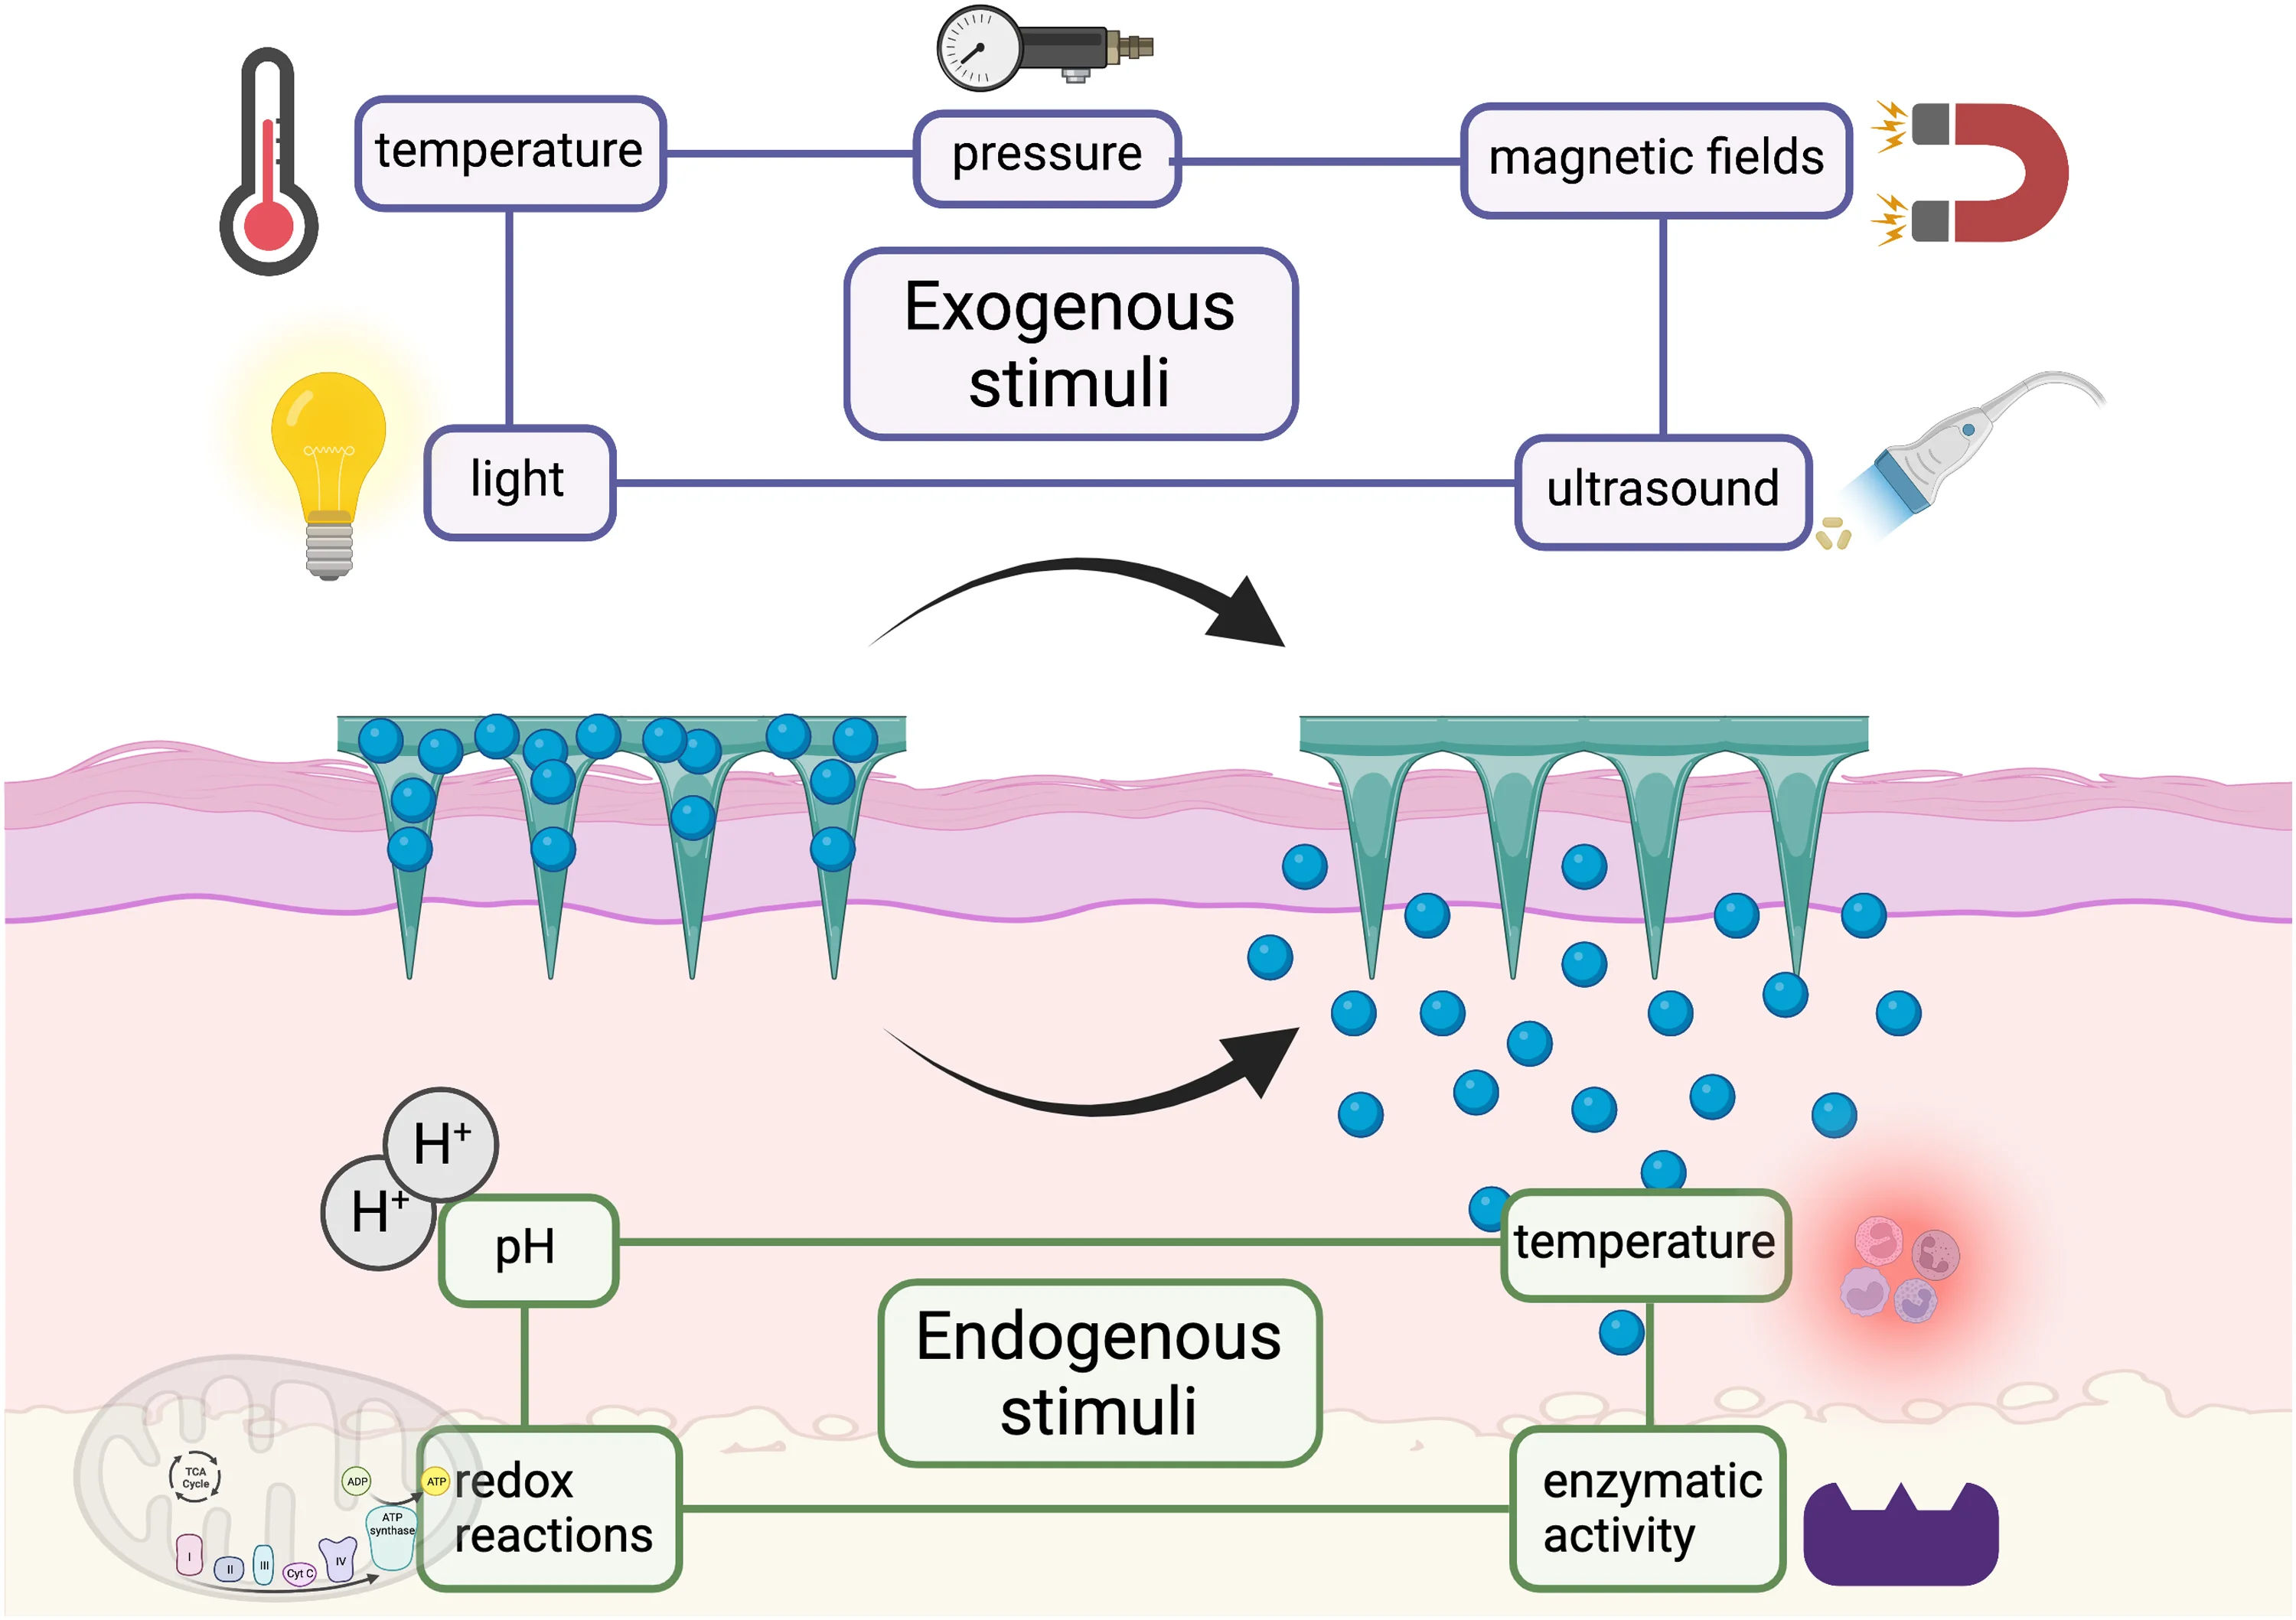 temperature
pressure
magnetic fields
Exogenous
stimuli
light
ultrasound
H+
H+
pH
temperature
Endogenous
stimuli
TCA
Cycle
ADP
ATP
ATP
synthase
I
II
III
Cyt C
IV
redox
reactions
enzymatic
activity